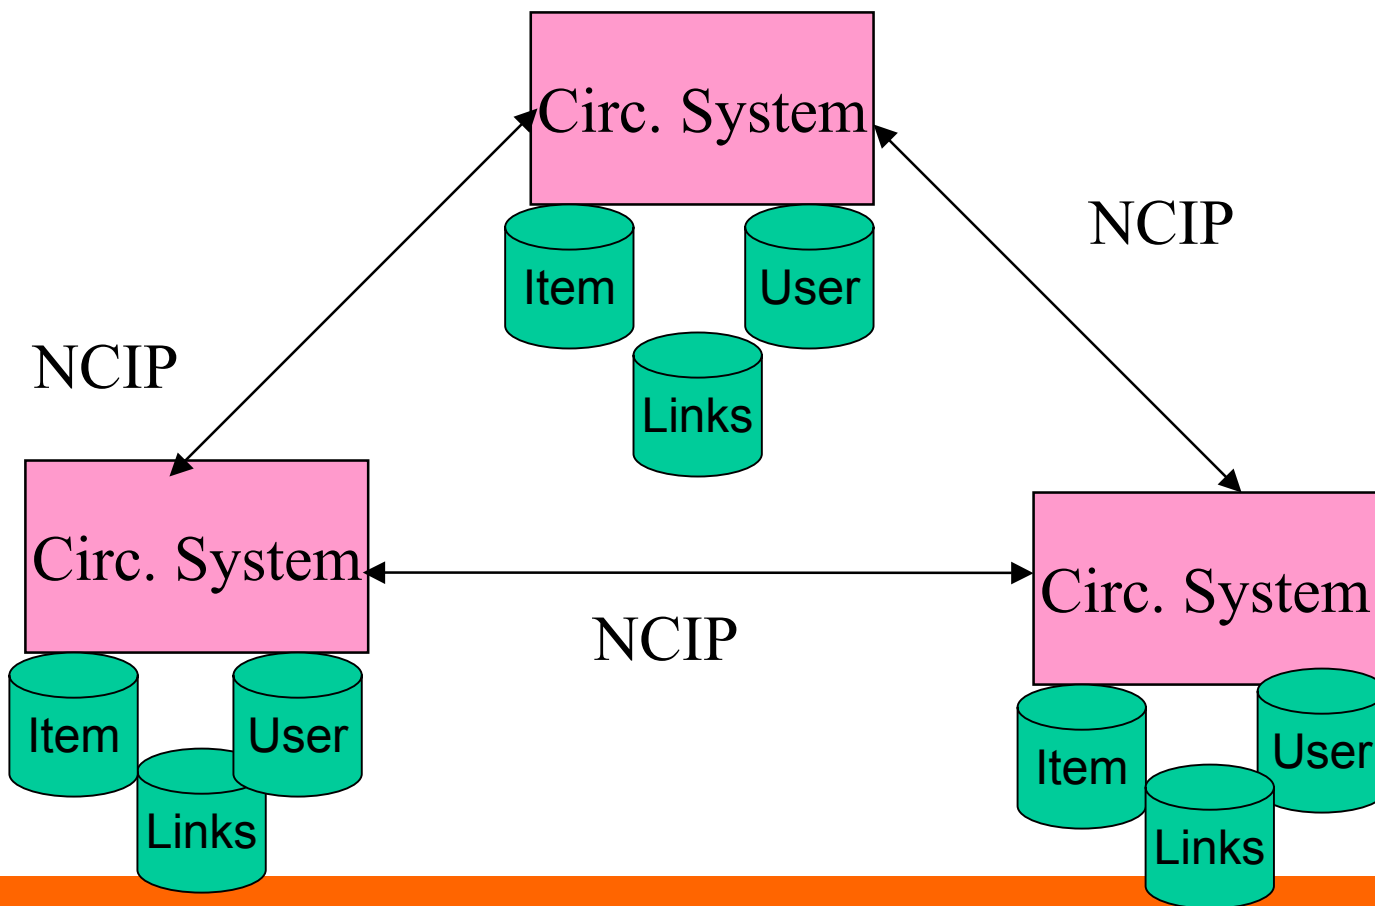 Circ. System
NCIP
Item
User
NCIP
Links
Circ. System
Circ. System
NCIP
Item
User
Links
Item
User
Links